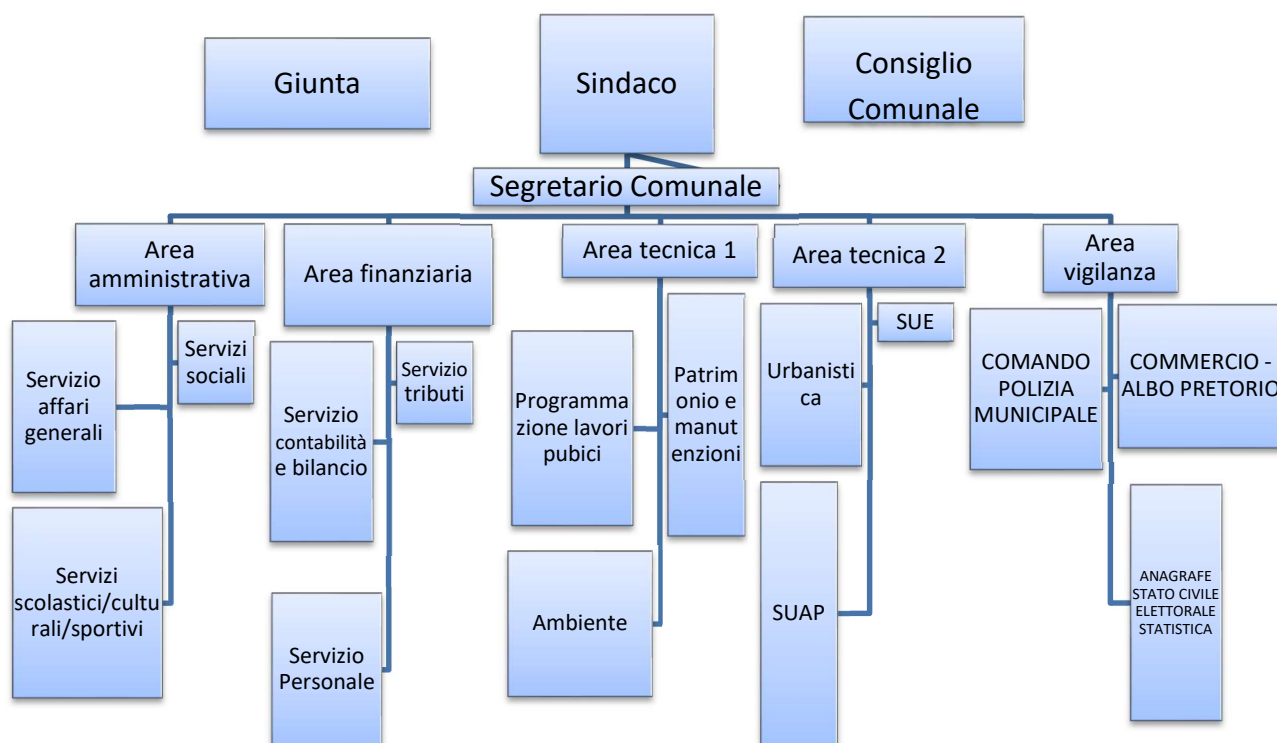 Giunta
Sindaco
Consiglio
Comunale
Segretario Comunale
Area
amministrativa
Area finanziaria
Area tecnica 1
Area tecnica 2
Area
vigilanza
Servizio
affari
generali
Servizi
sociali
Servizi
scolastici/cultu
rali/sportivi
Servizio
contabilità
e bilancio
Servizio
tributi
Servizio
Personale
Programma
zione lavori
pubici
Patrim
onio e
manut
enzioni
Ambiente
Urbanisti
ca
SUE
SUAP
COMANDO
POLIZIA
MUNICIPALE
COMMERCIO -
ALBO PRETORIO
ANAGRAFE
STATO CIVILE
ELETTORALE
STATISTICA